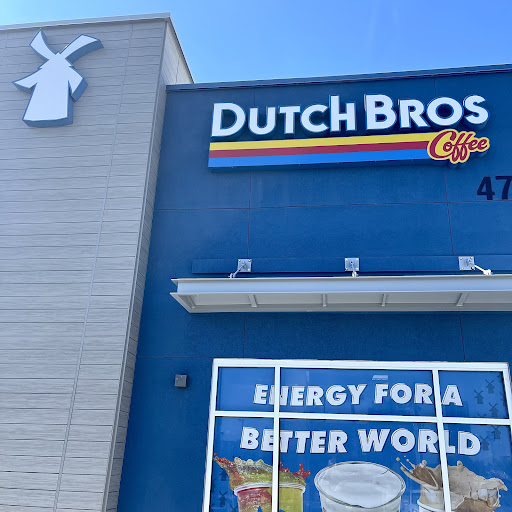 DUTCH BROS
Coffee
47
ENERGY FOR A
BETTER WORLD